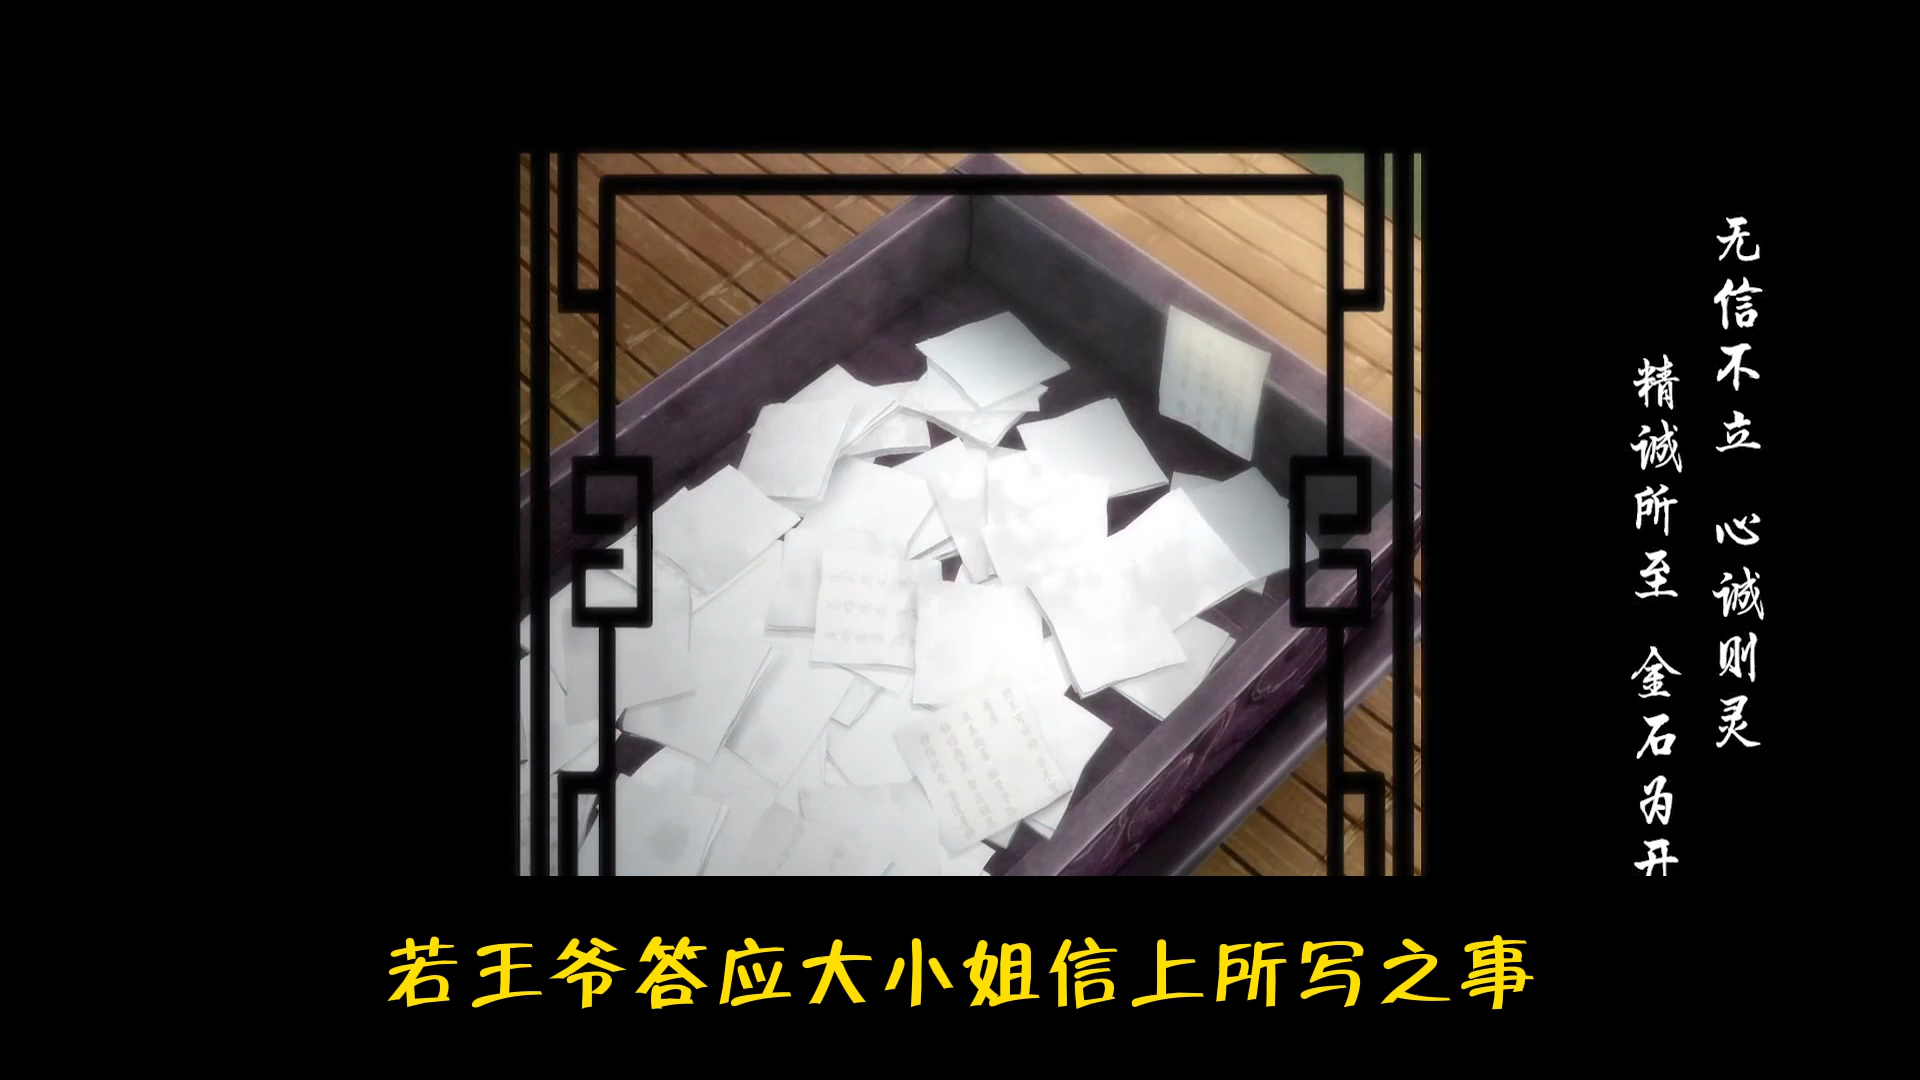 无信不立 心诚则灵
精诚所至 金石为开
若王爷答应大小姐信上所写之事